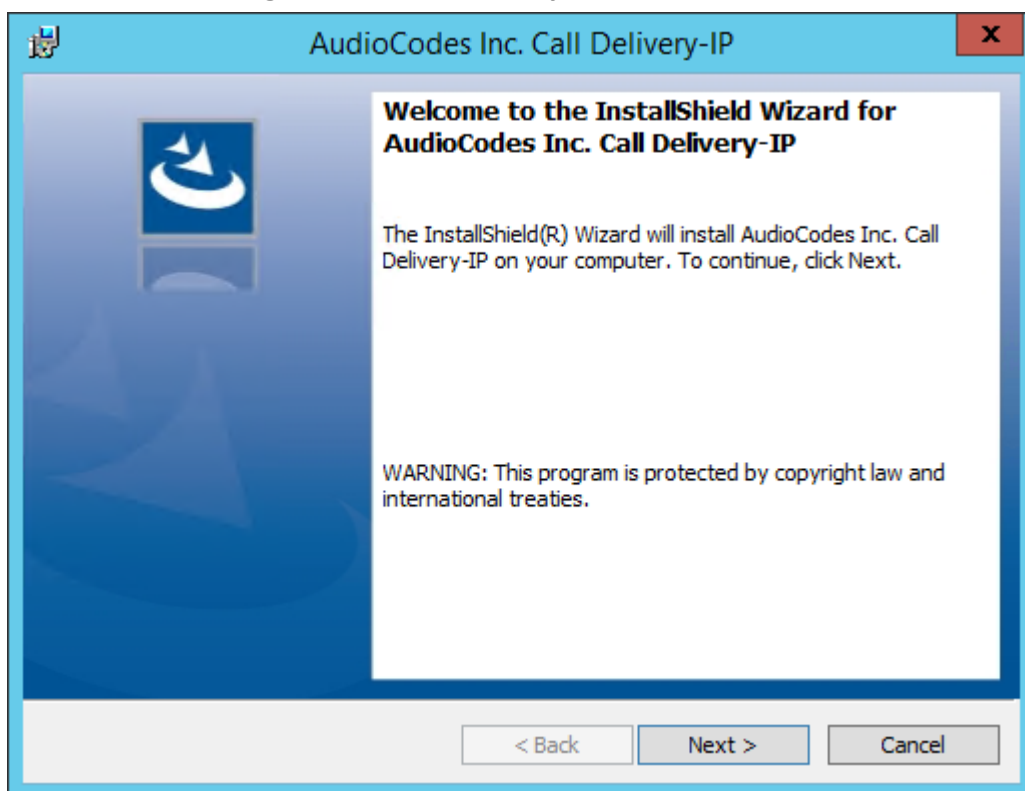 AudioCodes Inc. Call Delivery-IP
Welcome to the InstallShield Wizard for
AudioCodes Inc. Call Delivery-IP
The InstallShield(R) Wizard will install AudioCodes Inc. Call
Delivery-IP on your computer. To continue, click Next.
WARNING: This program is protected by copyright law and
international treaties.
< Back
Next >
Cancel